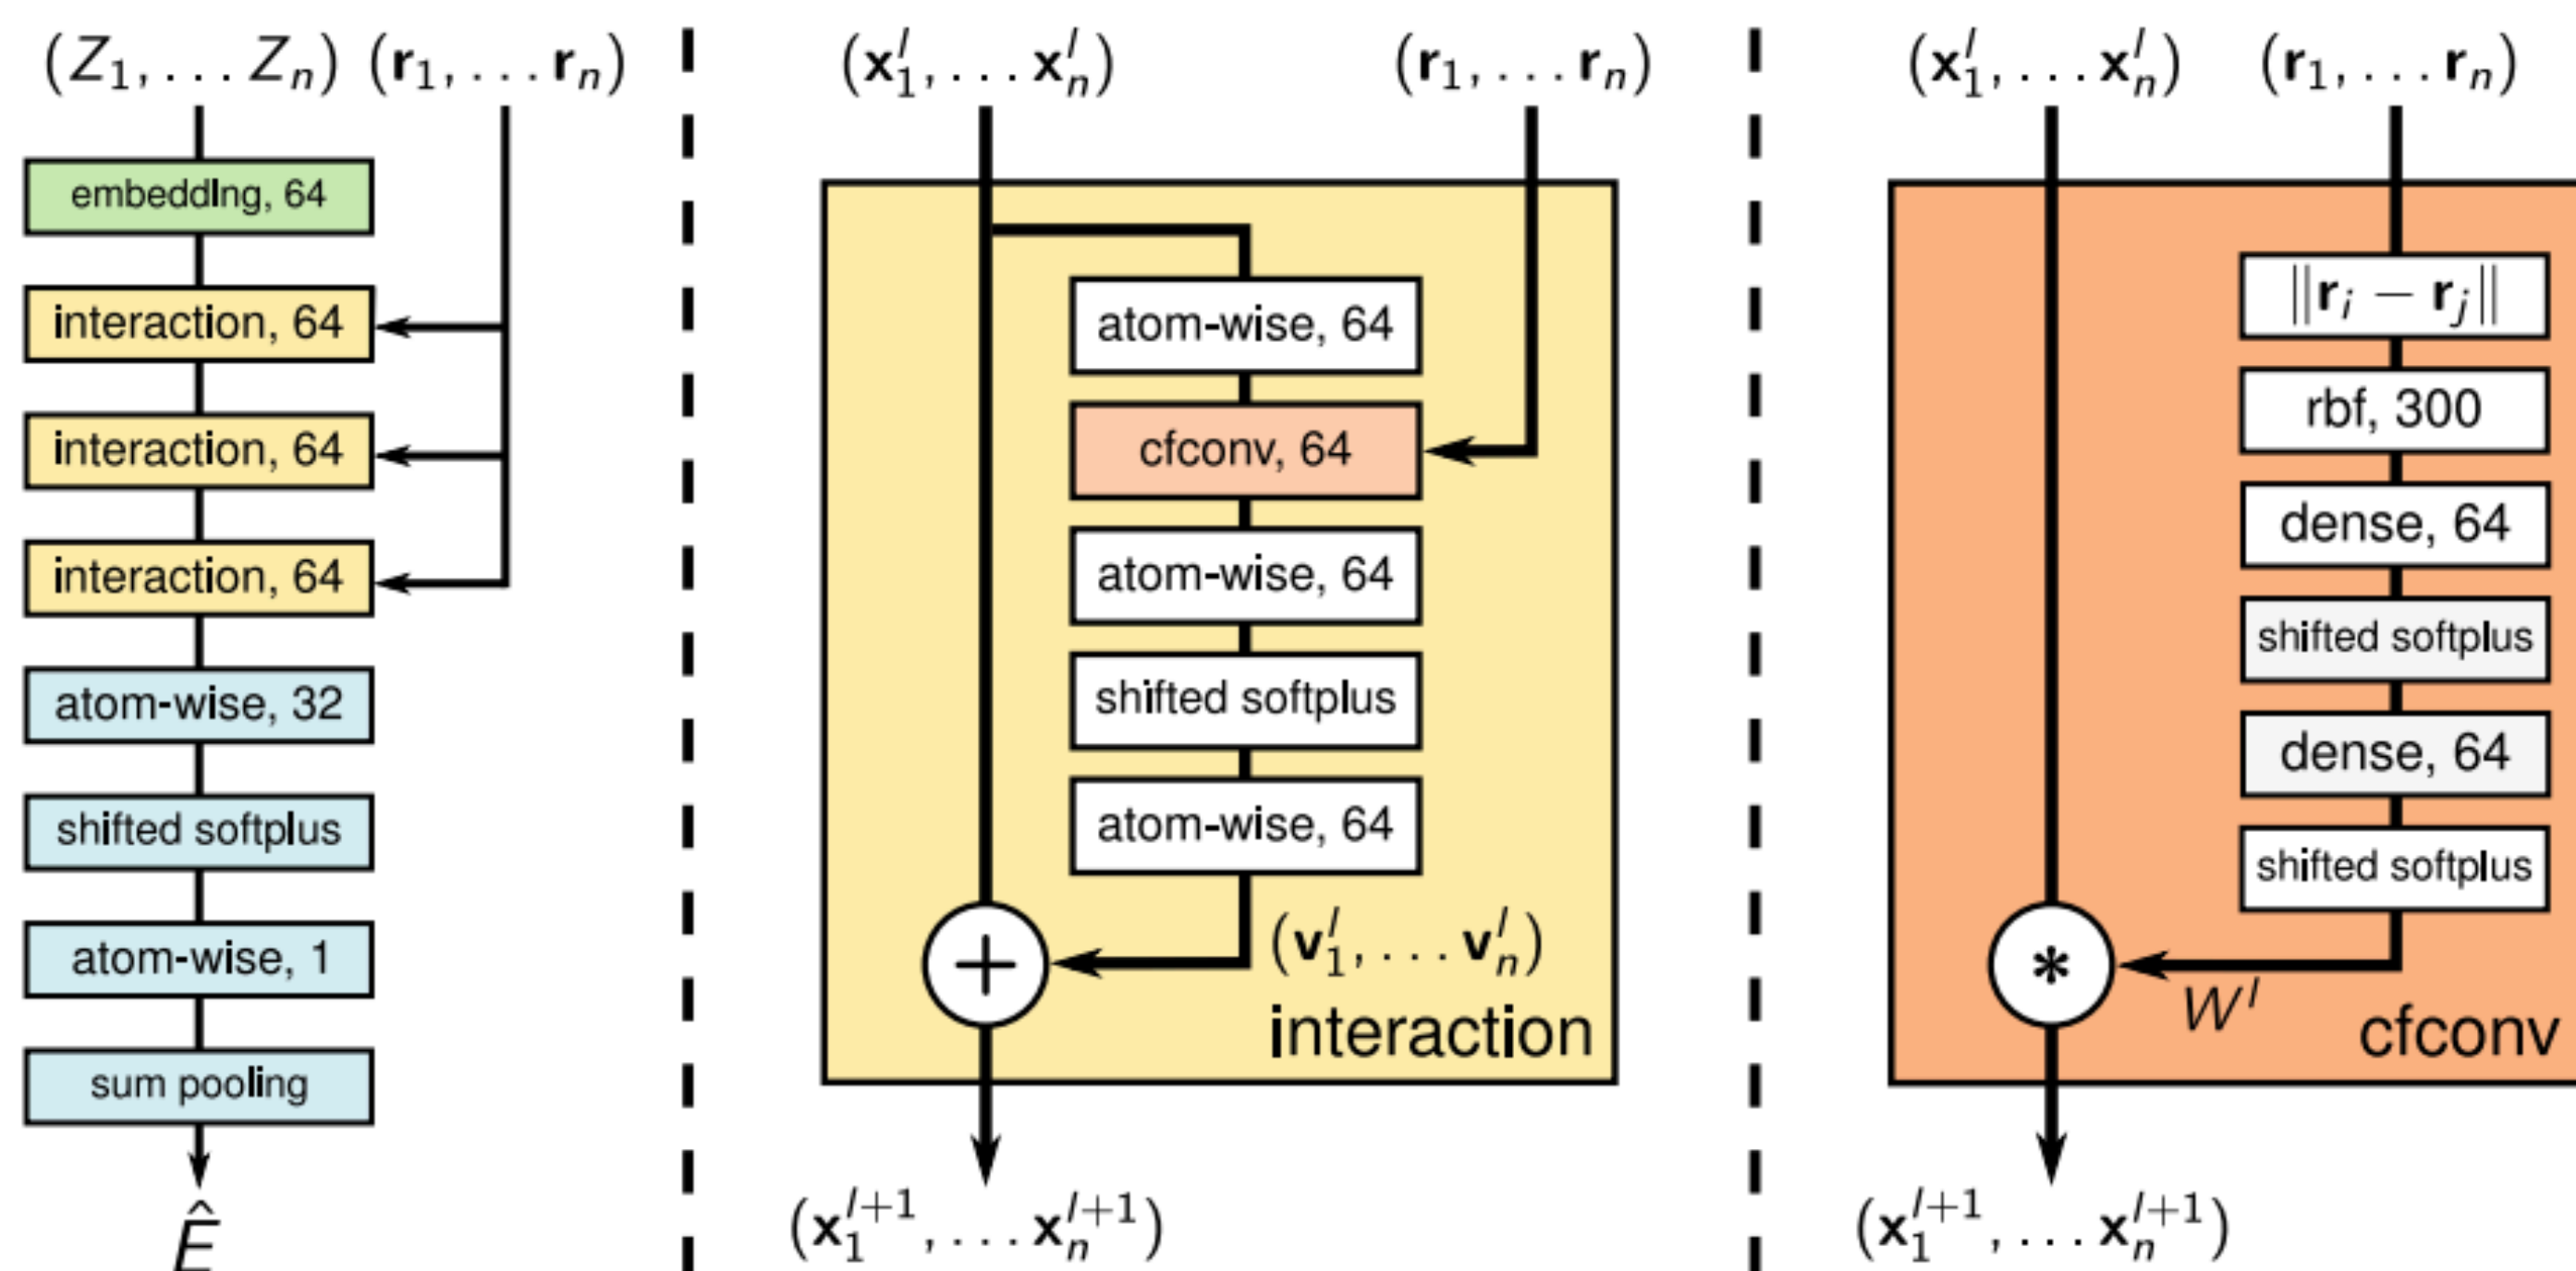 (Z₁, ... Zₙ) (r₁, ... rₙ)
embedding, 64
interaction, 64
interaction, 64
interaction, 64
atom-wise, 32
shifted softplus
atom-wise, 1
sum pooling
Ê
(x₁ˡ, ... xₙˡ) (r₁, ... rₙ)
atom-wise, 64
cfconv, 64
atom-wise, 64
shifted softplus
atom-wise, 64
+
(v₁ˡ, ... vₙˡ)
interaction
(x₁ˡ⁺¹, ... xₙˡ⁺¹)
(x₁ˡ, ... xₙˡ) (r₁, ... rₙ)
||rᵢ − rⱼ||
rbf, 300
dense, 64
shifted softplus
dense, 64
shifted softplus
*
Wˡ
cfconv
(x₁ˡ⁺¹, ... xₙˡ⁺¹)